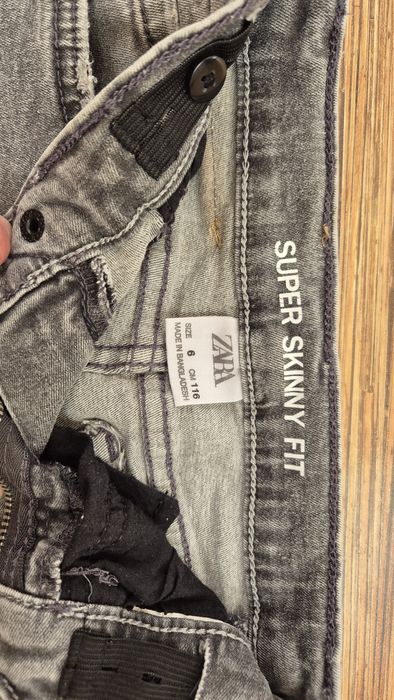 SUPER SKINNY FIT
ZARA
SIZE 6 CM 116
MADE IN BANGLADESH